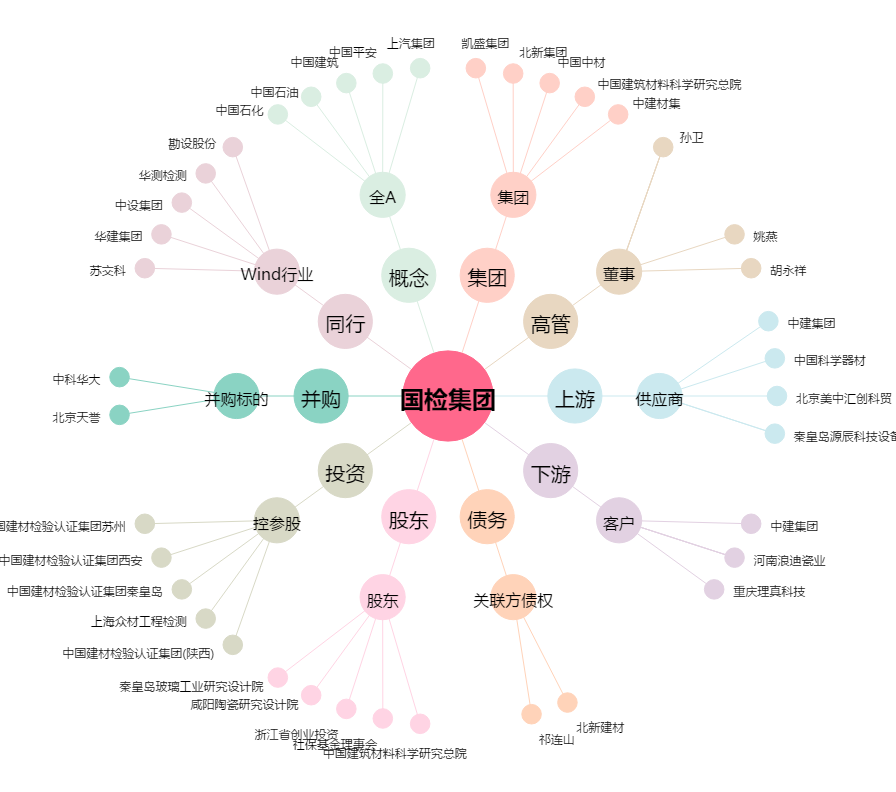 上汽集团
中国平安
中国建筑
中国石油
中国石化
全A
概念
凯盛集团
北新集团
中国中材
中国建筑材料科学研究总院
中建材集
集团
集团
孙卫
姚燕
胡永祥
董事
高管
勘设股份
华测检测
中设集团
华建集团
苏交科
Wind行业
同行
中建集团
中国科学器材
北京美中汇创科贸
秦皇岛源辰科技设备
供应商
上游
国检集团
中科华大
北京天誉
并购标的
并购
投资
控参股
国建材检验认证集团苏州
中国建材检验认证集团西安
中国建材检验认证集团秦皇岛
上海众材工程检测
中国建材检验认证集团(陕西)
下游
客户
中建集团
河南浪迪瓷业
重庆理真科技
股东
股东
秦皇岛玻璃工业研究设计院
咸阳陶瓷研究设计院
浙江省创业投资
社保基金理事会
中国建筑材料科学研究总院
债务
关联方债权
北新建材
祁连山